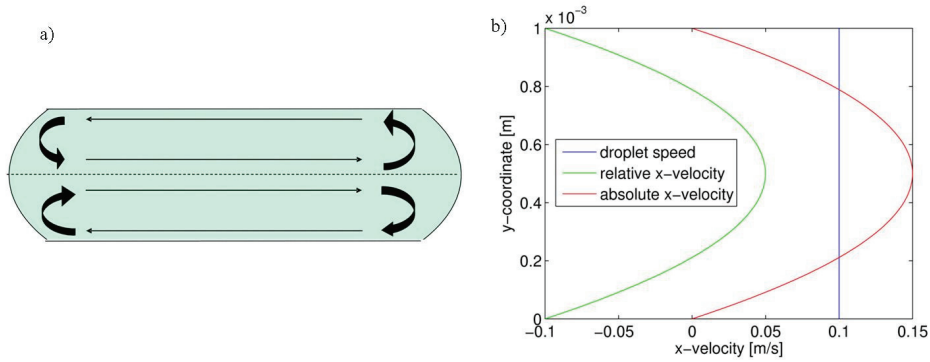 a)
b)
x 10⁻³
1
0.8
0.6
0.4
0.2
0
y-coordinate [m]
droplet speed
relative x-velocity
absolute x-velocity
-0.1 -0.05 0 0.05 0.1 0.15
x-velocity [m/s]